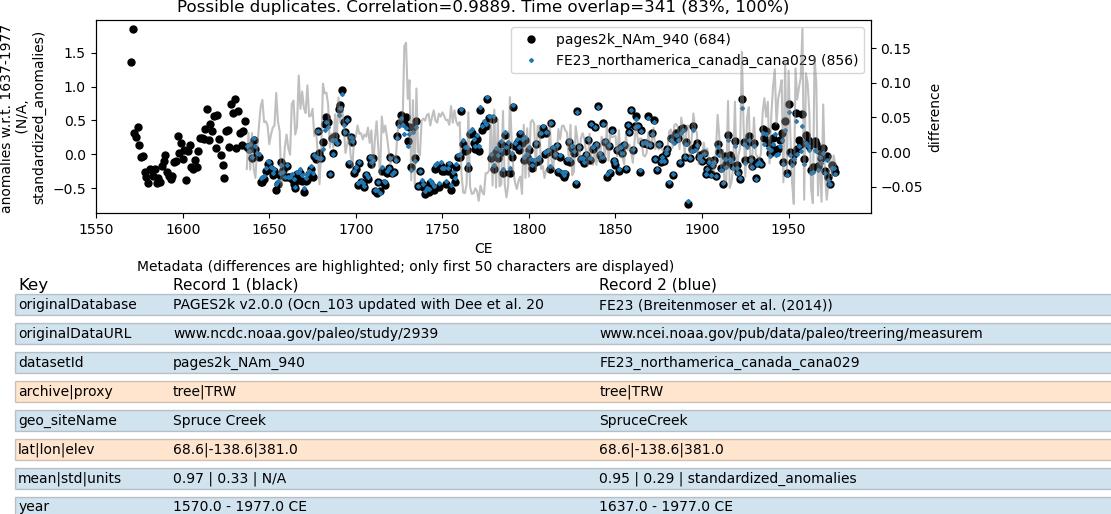 Possible duplicates. Correlation=0.9889. Time overlap=341 (83%, 100%)
anomalies w.r.t. 1637-1977
(N/A,
standardized_anomalies)
1.5
1.0
0.5
0.0
−0.5
pages2k_NAm_940 (684)
FE23_northamerica_canada_cana029 (856)
0.15
0.10
0.05
0.00
−0.05
difference
1550 1600 1650 1700 1750 1800 1850 1900 1950
CE
Metadata (differences are highlighted; only first 50 characters are displayed)
Key Record 1 (black) Record 2 (blue)
originalDatabase PAGES2k v2.0.0 (Ocn_103 updated with Dee et al. 20 FE23 (Breitenmoser et al. (2014))
originalDataURL www.ncdc.noaa.gov/paleo/study/2939 www.ncei.noaa.gov/pub/data/paleo/treering/measurem
datasetId pages2k_NAm_940 FE23_northamerica_canada_cana029
archive|proxy tree|TRW tree|TRW
geo_siteName Spruce Creek SpruceCreek
lat|lon|elev 68.6|-138.6|381.0 68.6|-138.6|381.0
mean|std|units 0.97 | 0.33 | N/A 0.95 | 0.29 | standardized_anomalies
year 1570.0 - 1977.0 CE 1637.0 - 1977.0 CE